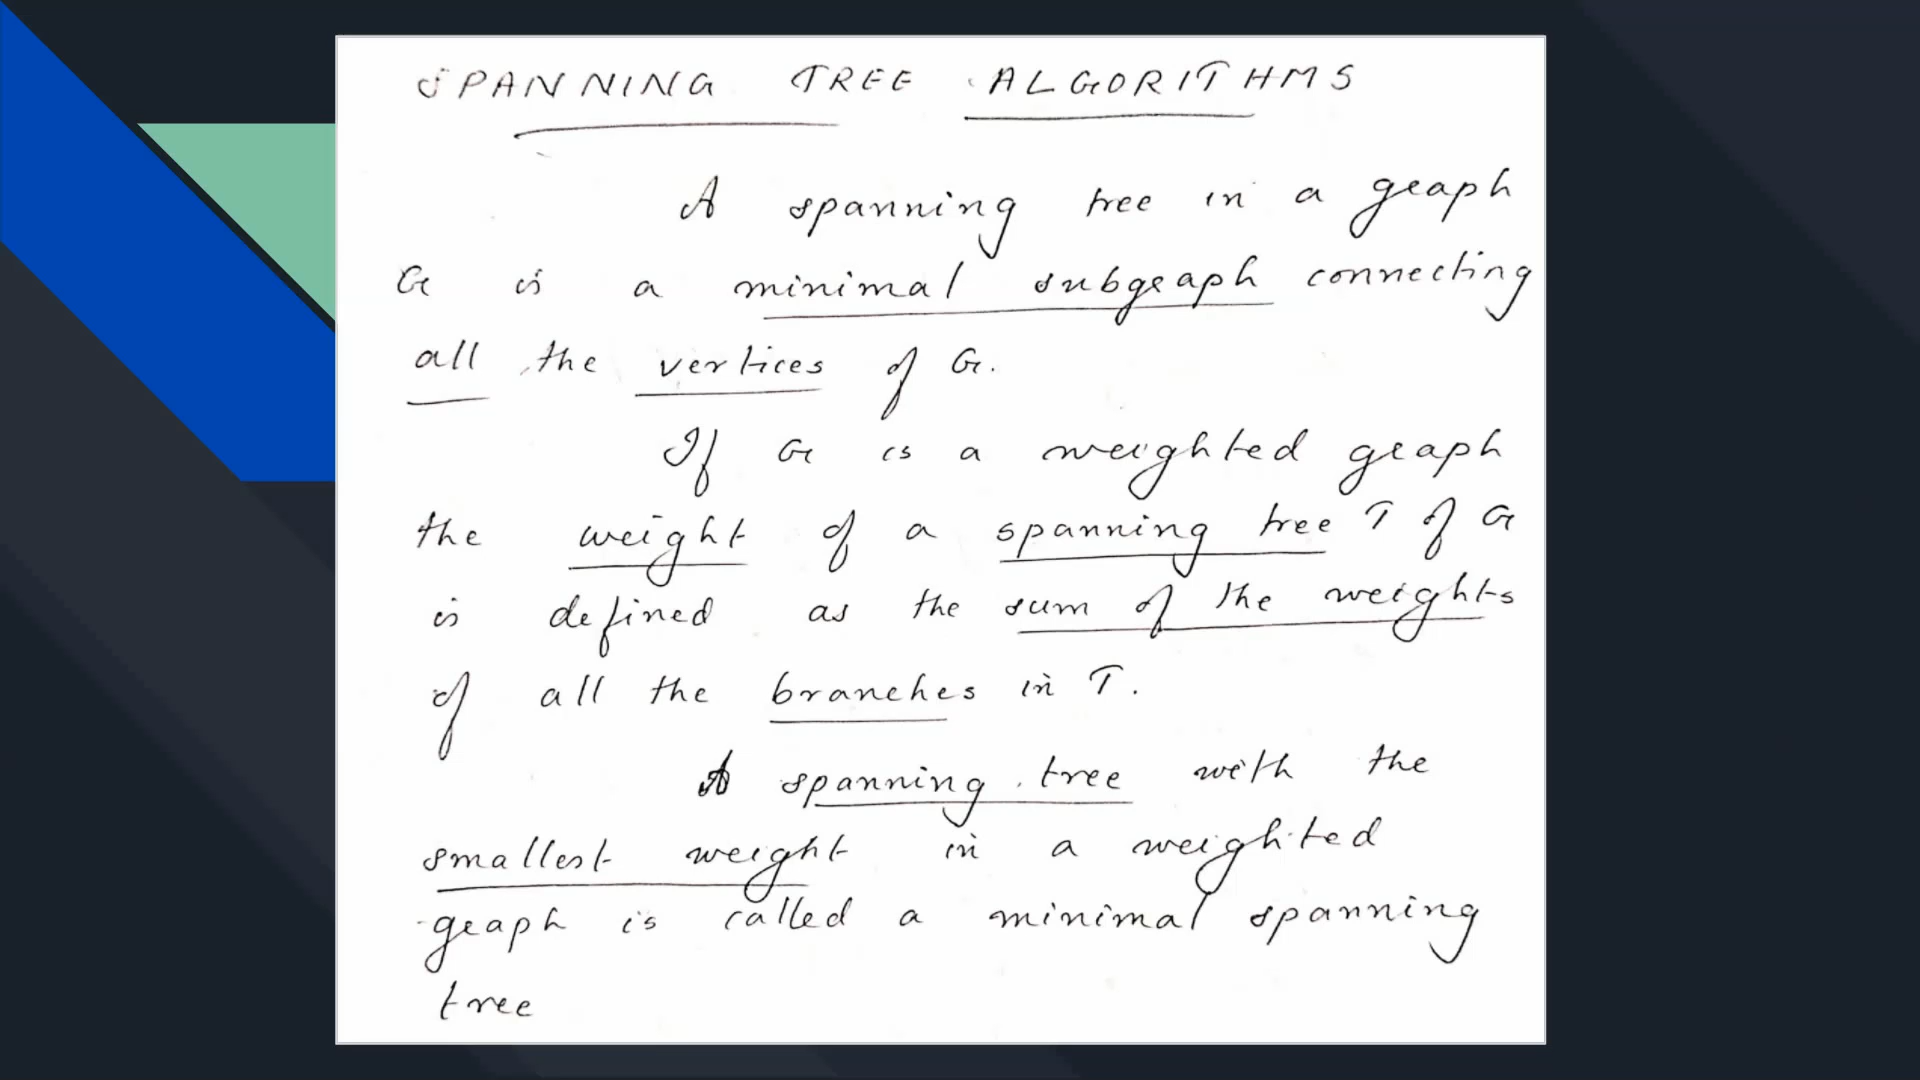 SPANNING TREE ALGORITHMS
A spanning tree in a graph
G is a minimal subgraph connecting
all the vertices of G.
If G is a weighted graph
the weight of a spanning tree T of G
is defined as the sum of the weights
of all the branches in T.
A spanning tree with the
smallest weight in a weighted
graph is called a minimal spanning
tree